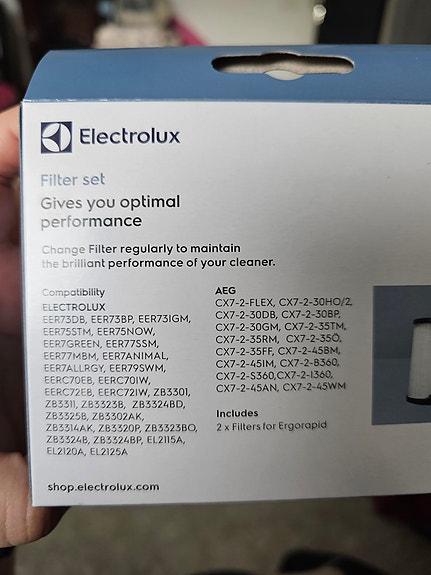 Electrolux
Filter set
Gives you optimal
performance
Change Filter regularly to maintain
the brilliant performance of your cleaner.
Compatibility
ELECTROLUX
EER73DB, EER73BP, EER73IGM,
EER75STM, EER75NOW,
EER7GREEN, EER77SSM,
EER77MBM, EER7ANIMAL,
EER7ALLRGY, EER79SWM,
EERC70EB, EERC70IW,
EERC72EB, EERC72IW, ZB3301,
ZB3311, ZB3323B, ZB3324BD,
ZB3325B, ZB3302AK,
ZB3314AK, ZB3320P, ZB3323BO,
ZB3324B, ZB3324BP, EL2115A,
EL2120A, EL2125A
AEG
CX7-2-FLEX, CX7-2-30HO/2,
CX7-2-30DB, CX7-2-30BP,
CX7-2-30GM, CX7-2-35TM,
CX7-2-35RM, CX7-2-35O,
CX7-2-35FF, CX7-2-45BM,
CX7-2-45IM, CX7-2-B360,
CX7-2-S360,CX7-2-I360,
CX7-2-45AN, CX7-2-45WM
Includes
2 x Filters for Ergorapid
shop.electrolux.com